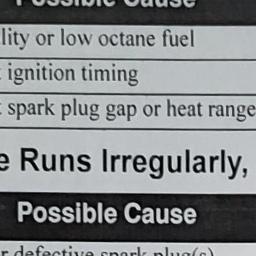 Possible Cause
lity or low octane fuel
ignition timing
spark plug gap or heat range
e Runs Irregularly,
Possible Cause
r defective spark plug(s)